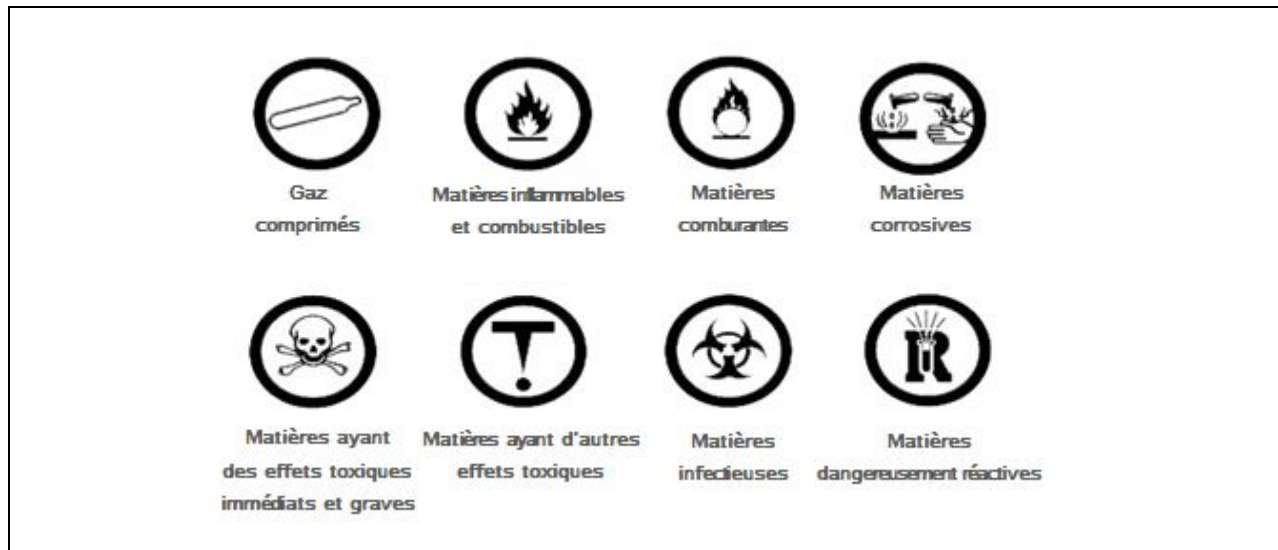 Gaz
comprimés
Matières inflammables
et combustibles
Matières
comburantes
Matières
corrosives
Matières ayant
des effets toxiques
immédiats et graves
Matières ayant d'autres
effets toxiques
Matières
infectieuses
R
Matières
dangereusement réactives